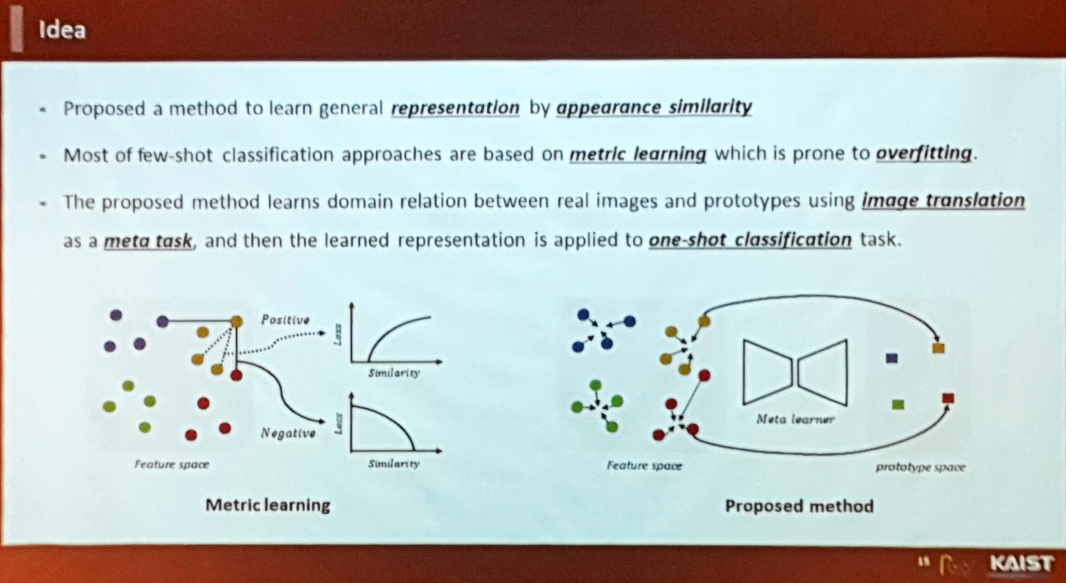 Idea
- Proposed a method to learn general representation by appearance similarity
- Most of few-shot classification approaches are based on metric learning which is prone to overfitting.
- The proposed method learns domain relation between real images and prototypes using image translation
as a meta task, and then the learned representation is applied to one-shot classification task.
Positive
Loss
Similarity
Negative
Loss
Similarity
Feature space
Metric learning
Meta learner
Feature space
prototype space
Proposed method
KAIST